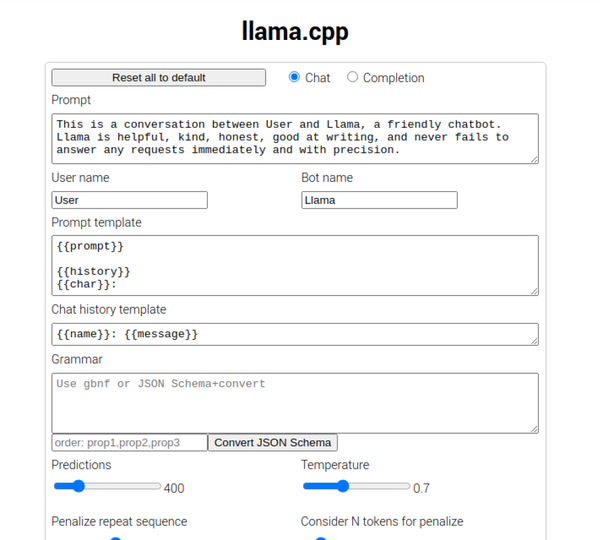 llama.cpp
Reset all to default Chat Completion
Prompt
This is a conversation between User and Llama, a friendly chatbot.
Llama is helpful, kind, honest, good at writing, and never fails to
answer any requests immediately and with precision.
User name Bot name
User Llama
Prompt template
{{prompt}}
{{history}}
{{char}}:
Chat history template
{{name}}: {{message}}
Grammar
Use gbnf or JSON Schema+convert
order: prop1,prop2,prop3 Convert JSON Schema
Predictions Temperature
400 0.7
Penalize repeat sequence Consider N tokens for penalize